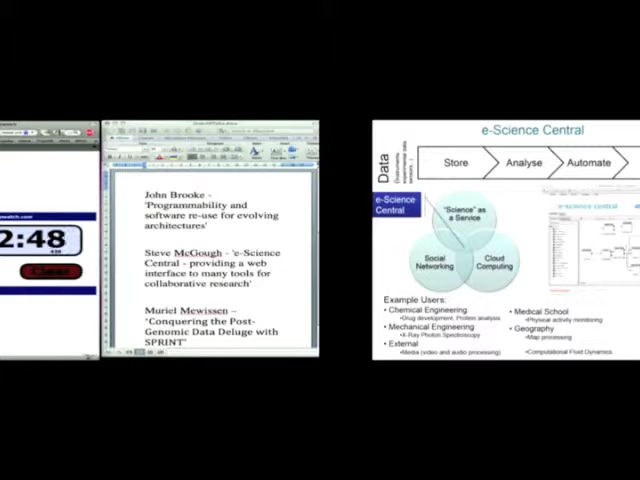 2:48
Clear
John Brooke -
'Programmability and
software re-use for evolving
architectures'
Steve McGough - 'e-Science
Central - providing a web
interface to many tools for
collaborative research'
Muriel Mewissen –
'Conquering the Post-
Genomic Data Deluge with
SPRINT"
e-Science Central
Data
Store
Analyse
Automate
e-Science
Central
"Science" as
a Service
Social
Networking
Cloud
Computing
e-science central
Example Users:
• Chemical Engineering
• Drug development, Protein analysis
• Mechanical Engineering
• X-Ray Photon Spectroscopy
• External
• Media (video and audio processing)
• Medical School
• Physical activity monitoring
• Geography
• Map processing
• Computational Fluid Dynamics